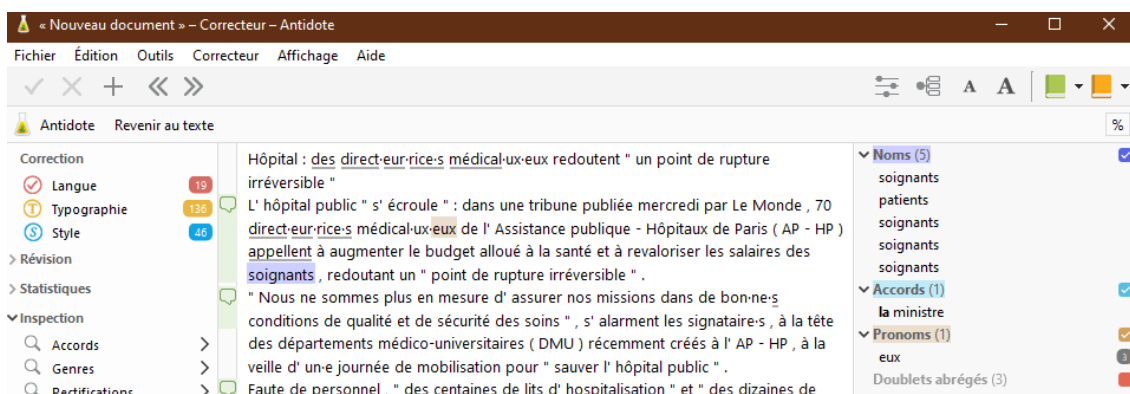 « Nouveau document » – Correcteur – Antidote
Fichier Édition Outils Correcteur Affichage Aide
A A
Antidote Revenir au texte
%
Correction
Langue 19
Typographie 136
Style 46
Révision
Statistiques
Inspection
Accords
Genres
Rectifications
Hôpital : des direct·eur·rice·s médical·ux·eux redoutent " un point de rupture
irréversible "
L' hôpital public " s' écroule " : dans une tribune publiée mercredi par Le Monde , 70
direct·eur·rice·s médical·ux·eux de l' Assistance publique - Hôpitaux de Paris ( AP - HP )
appellent à augmenter le budget alloué à la santé et à revaloriser les salaires des
soignants , redoutant un " point de rupture irréversible " .
" Nous ne sommes plus en mesure d' assurer nos missions dans de bon·ne·s
conditions de qualité et de sécurité des soins " , s' alarment les signataire·s , à la tête
des départements médico-universitaires ( DMU ) récemment créés à l' AP - HP , à la
veille d' un·e journée de mobilisation pour " sauver l' hôpital public " .
Faute de personnel , " des centaines de lits d' hospitalisation " et " des dizaines de
Noms (5)
soignants
patients
soignants
soignants
soignants
Accords (1)
la ministre
Pronoms (1)
eux 3
Doublets abrégés (3)